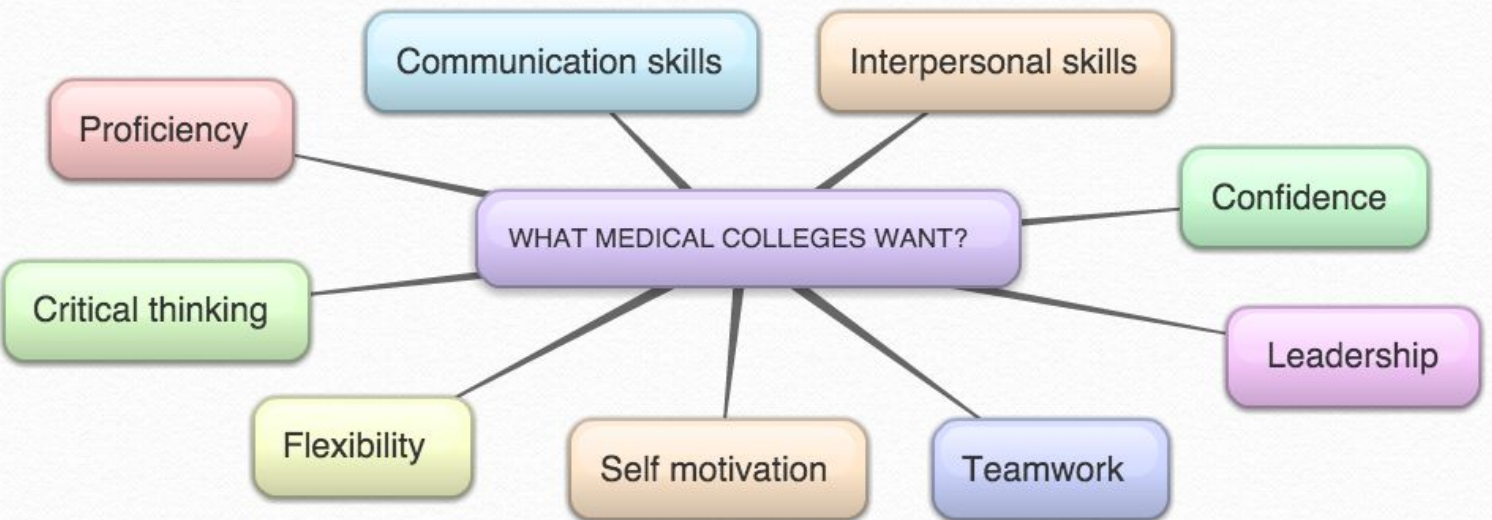 Communication skills
Interpersonal skills
Proficiency
Confidence
WHAT MEDICAL COLLEGES WANT?
Critical thinking
Leadership
Flexibility
Self motivation
Teamwork